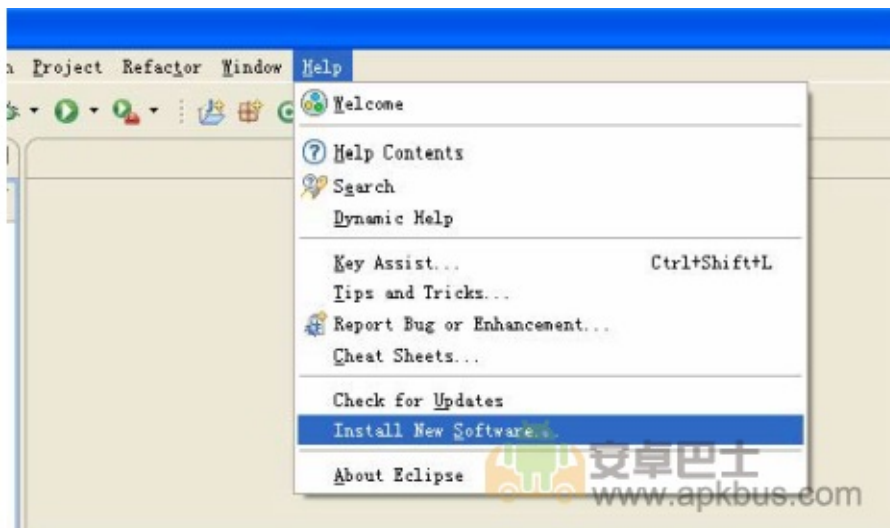 Project Refactor Window Help
Welcome
Help Contents
Search
Dynamic Help
Key Assist... Ctrl+Shift+L
Tips and Tricks...
Report Bug or Enhancement...
Cheat Sheets...
Check for Updates
Install New Software...
About Eclipse
安卓巴士
www.apkbus.com